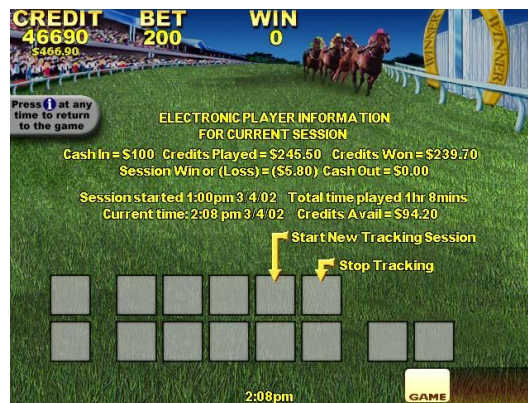 CREDIT BET WIN
46690 200 0
$466.90
WINNER WINNER
Press i at any
time to return
to the game
ELECTRONIC PLAYER INFORMATION
FOR CURRENT SESSION
Cash In = $100 Credits Played = $245.50 Credits Won = $239.70
Session Win or (Loss) = ($5.80) Cash Out = $0.00
Session started 1:00pm 3/4/02 Total time played 1hr 8mins
Current time: 2:08 pm 3/4/02 Credits Avail = $94.20
Start New Tracking Session
Stop Tracking
2:08pm
GAME